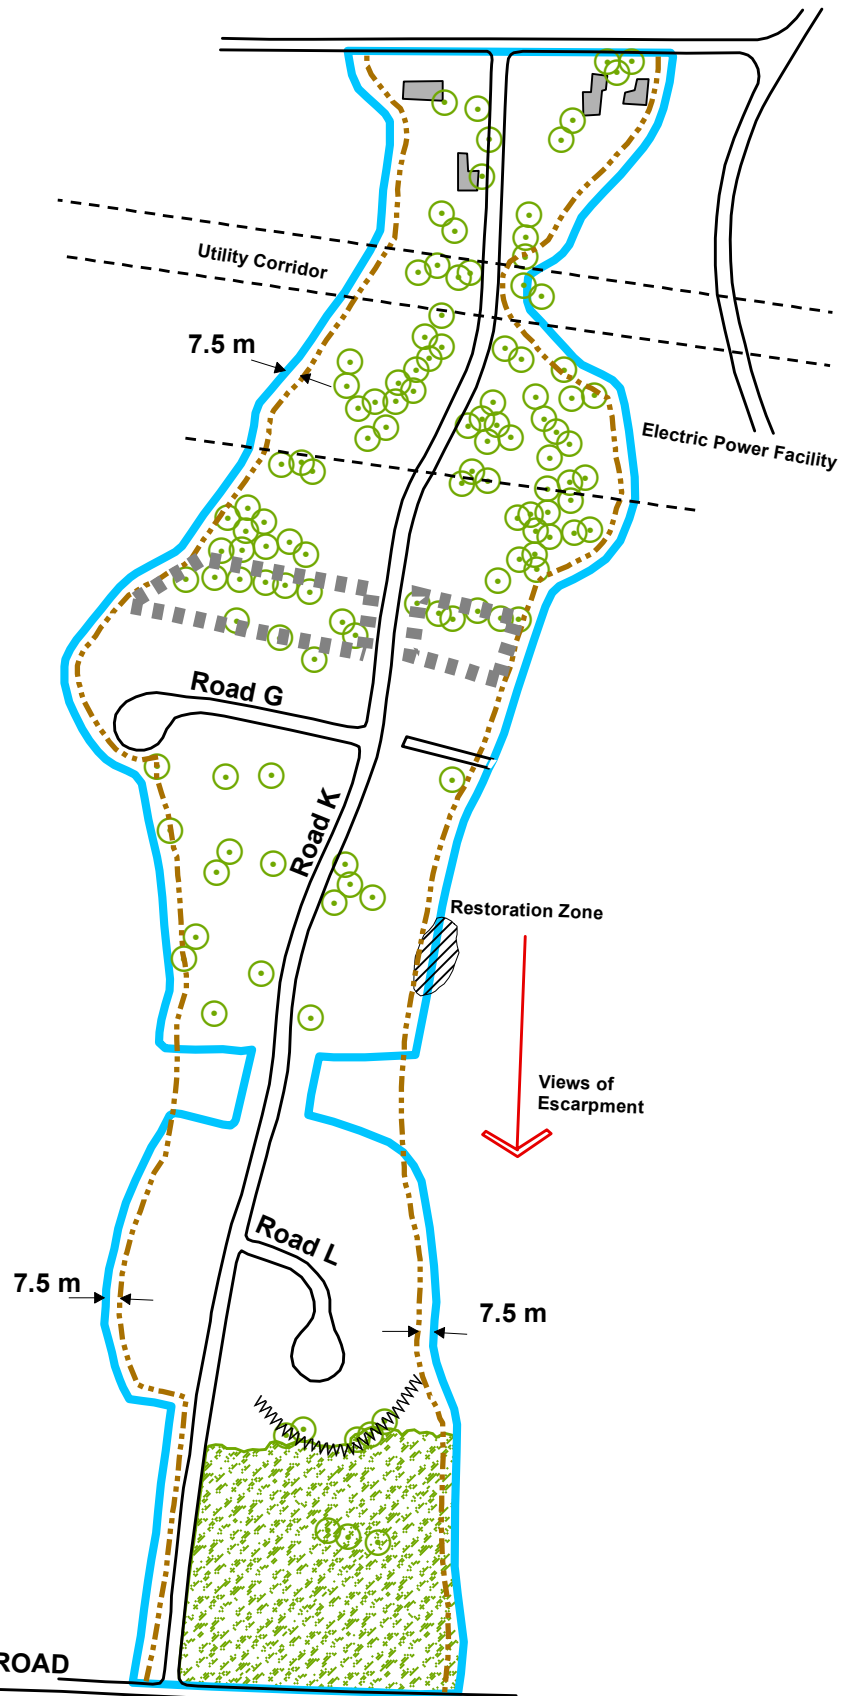 Utility Corridor
7.5 m
Electric Power Facility
Road G
Road K
Restoration Zone
Views of
Escarpment
Road L
7.5 m
7.5 m
ROAD